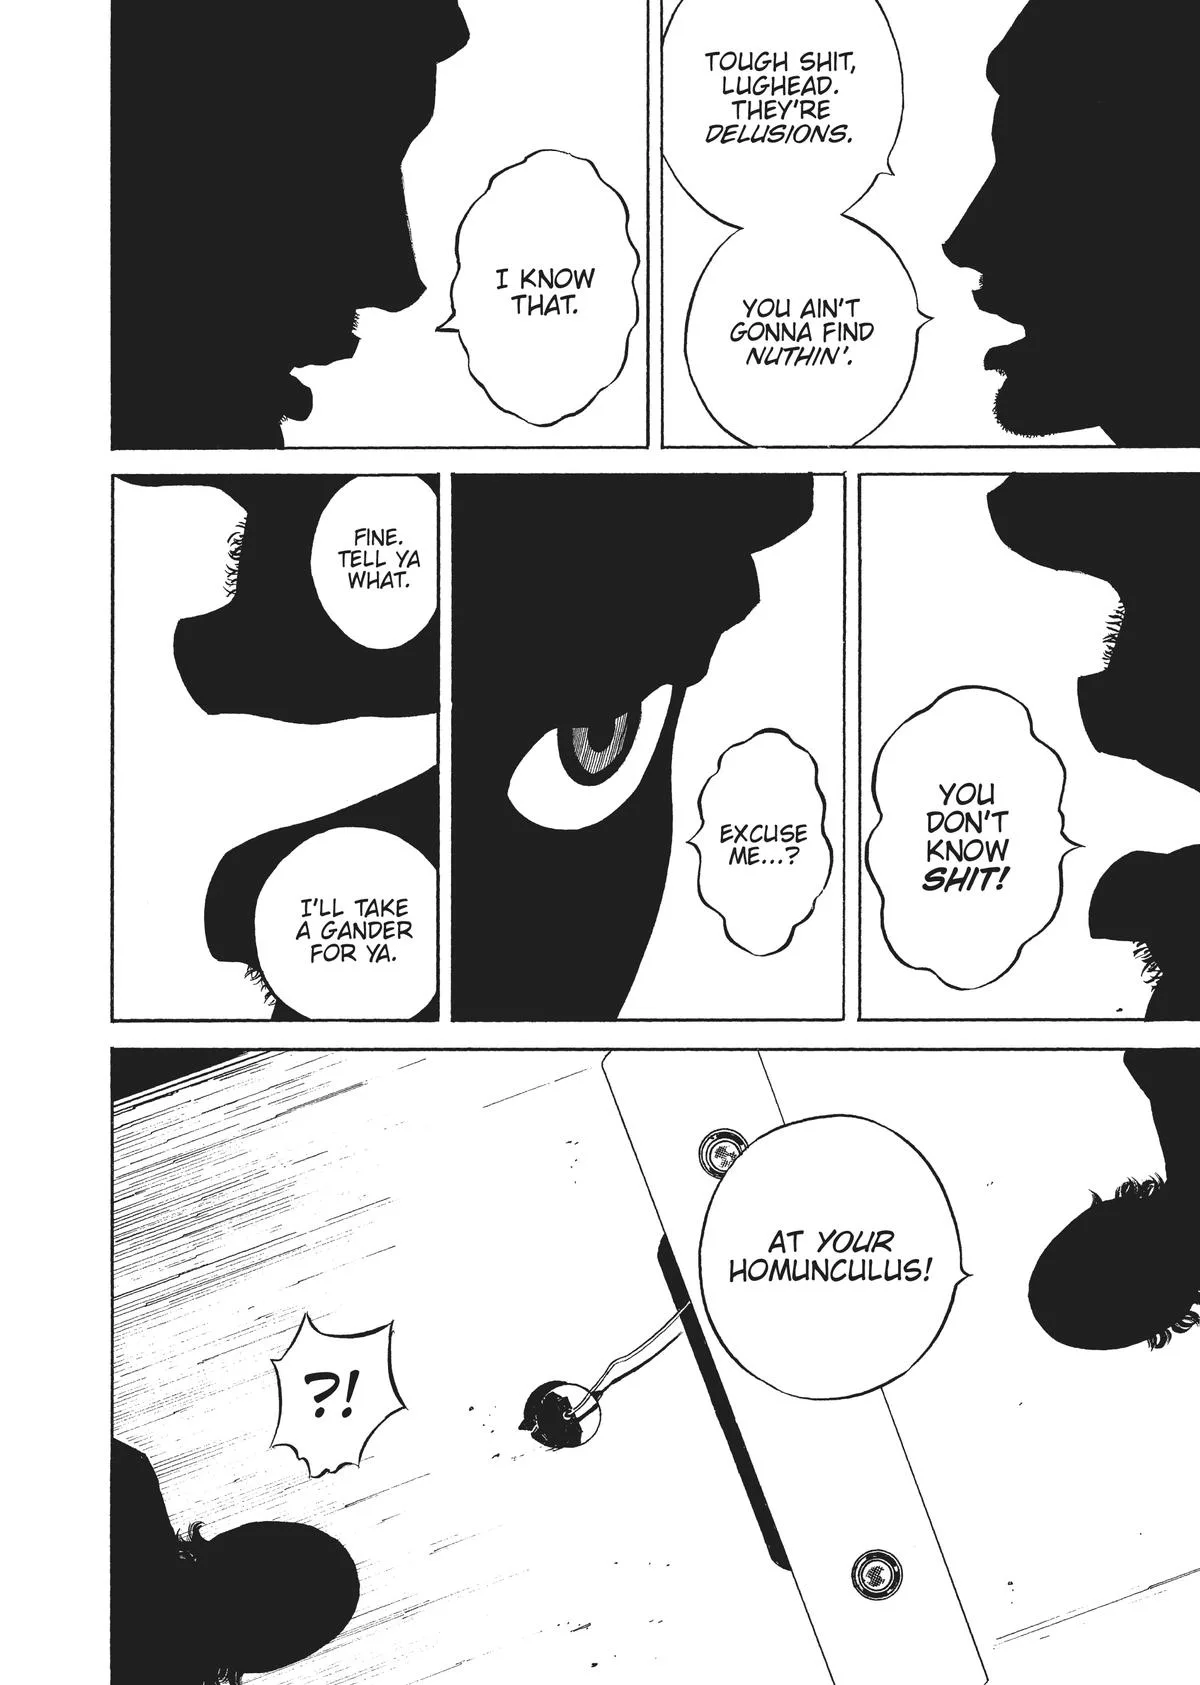 TOUGH SHIT,
LUGHEAD.
THEY'RE
DELUSIONS.
YOU AIN'T
GONNA FIND
NUTHIN'.
I KNOW
THAT.
YOU
DON'T
KNOW
SHIT!
EXCUSE
ME...?
FINE.
TELL YA
WHAT.
I'LL TAKE
A GANDER
FOR YA.
AT YOUR
HOMUNCULUS!
?!